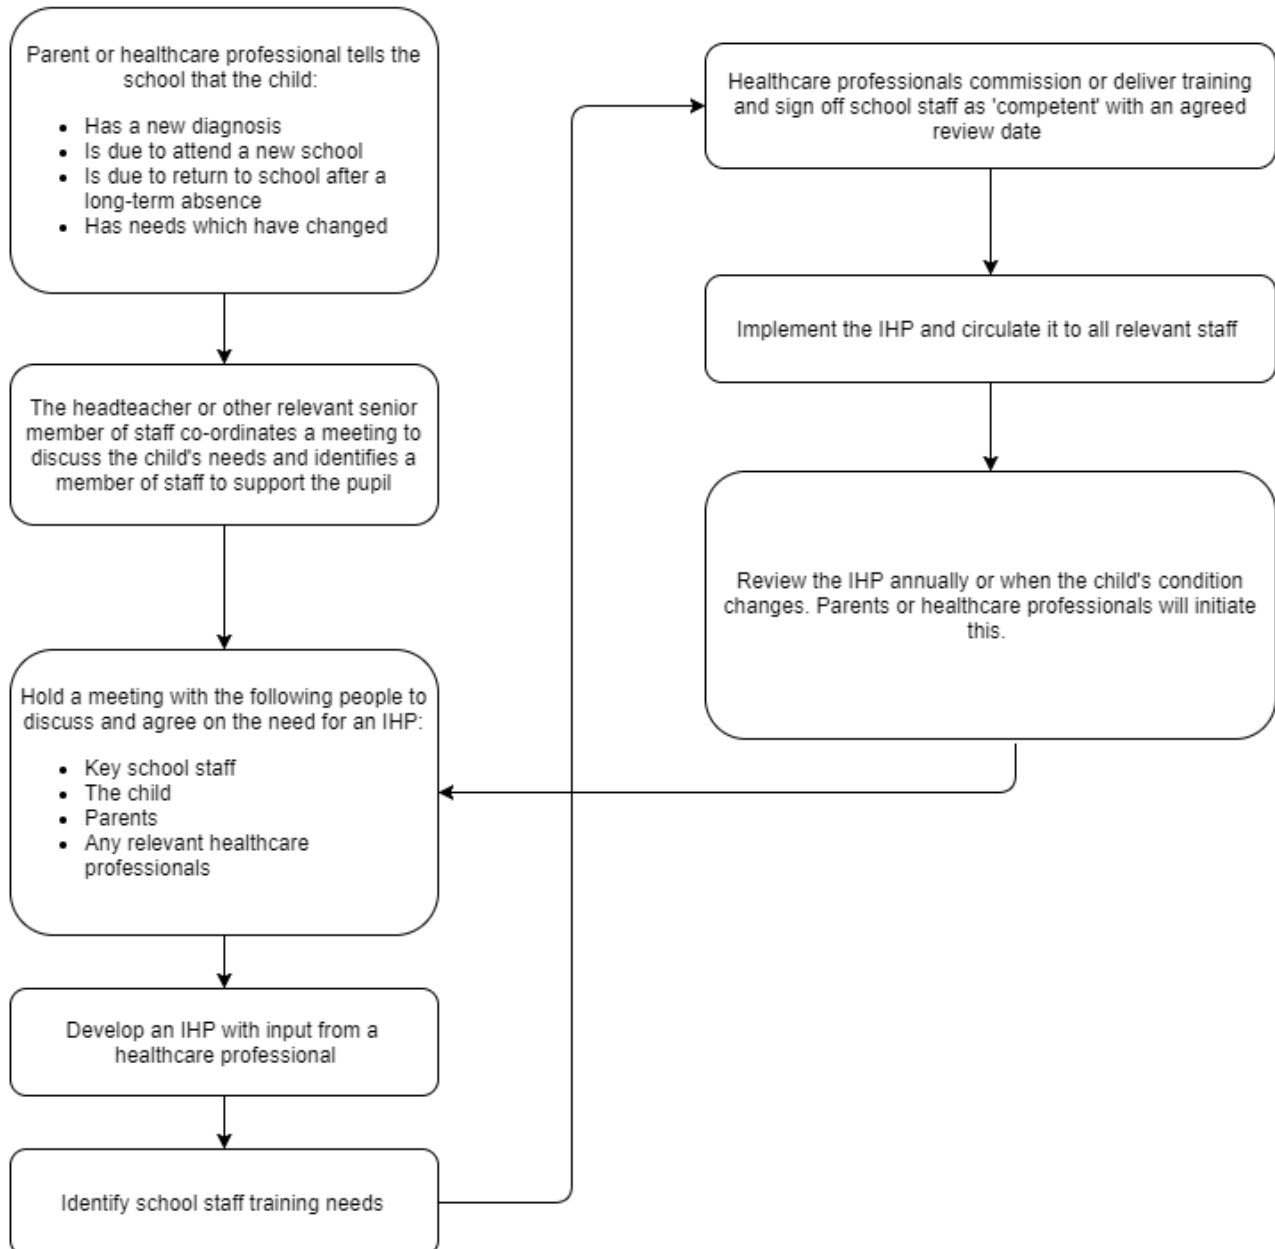 Parent or healthcare professional tells the
school that the child:
• Has a new diagnosis
• Is due to attend a new school
• Is due to return to school after a
long-term absence
• Has needs which have changed
The headteacher or other relevant senior
member of staff co-ordinates a meeting to
discuss the child's needs and identifies a
member of staff to support the pupil
Hold a meeting with the following people to
discuss and agree on the need for an IHP:
• Key school staff
• The child
• Parents
• Any relevant healthcare
professionals
Develop an IHP with input from a
healthcare professional
Identify school staff training needs
Healthcare professionals commission or deliver training
and sign off school staff as 'competent' with an agreed
review date
Implement the IHP and circulate it to all relevant staff
Review the IHP annually or when the child's condition
changes. Parents or healthcare professionals will initiate
this.